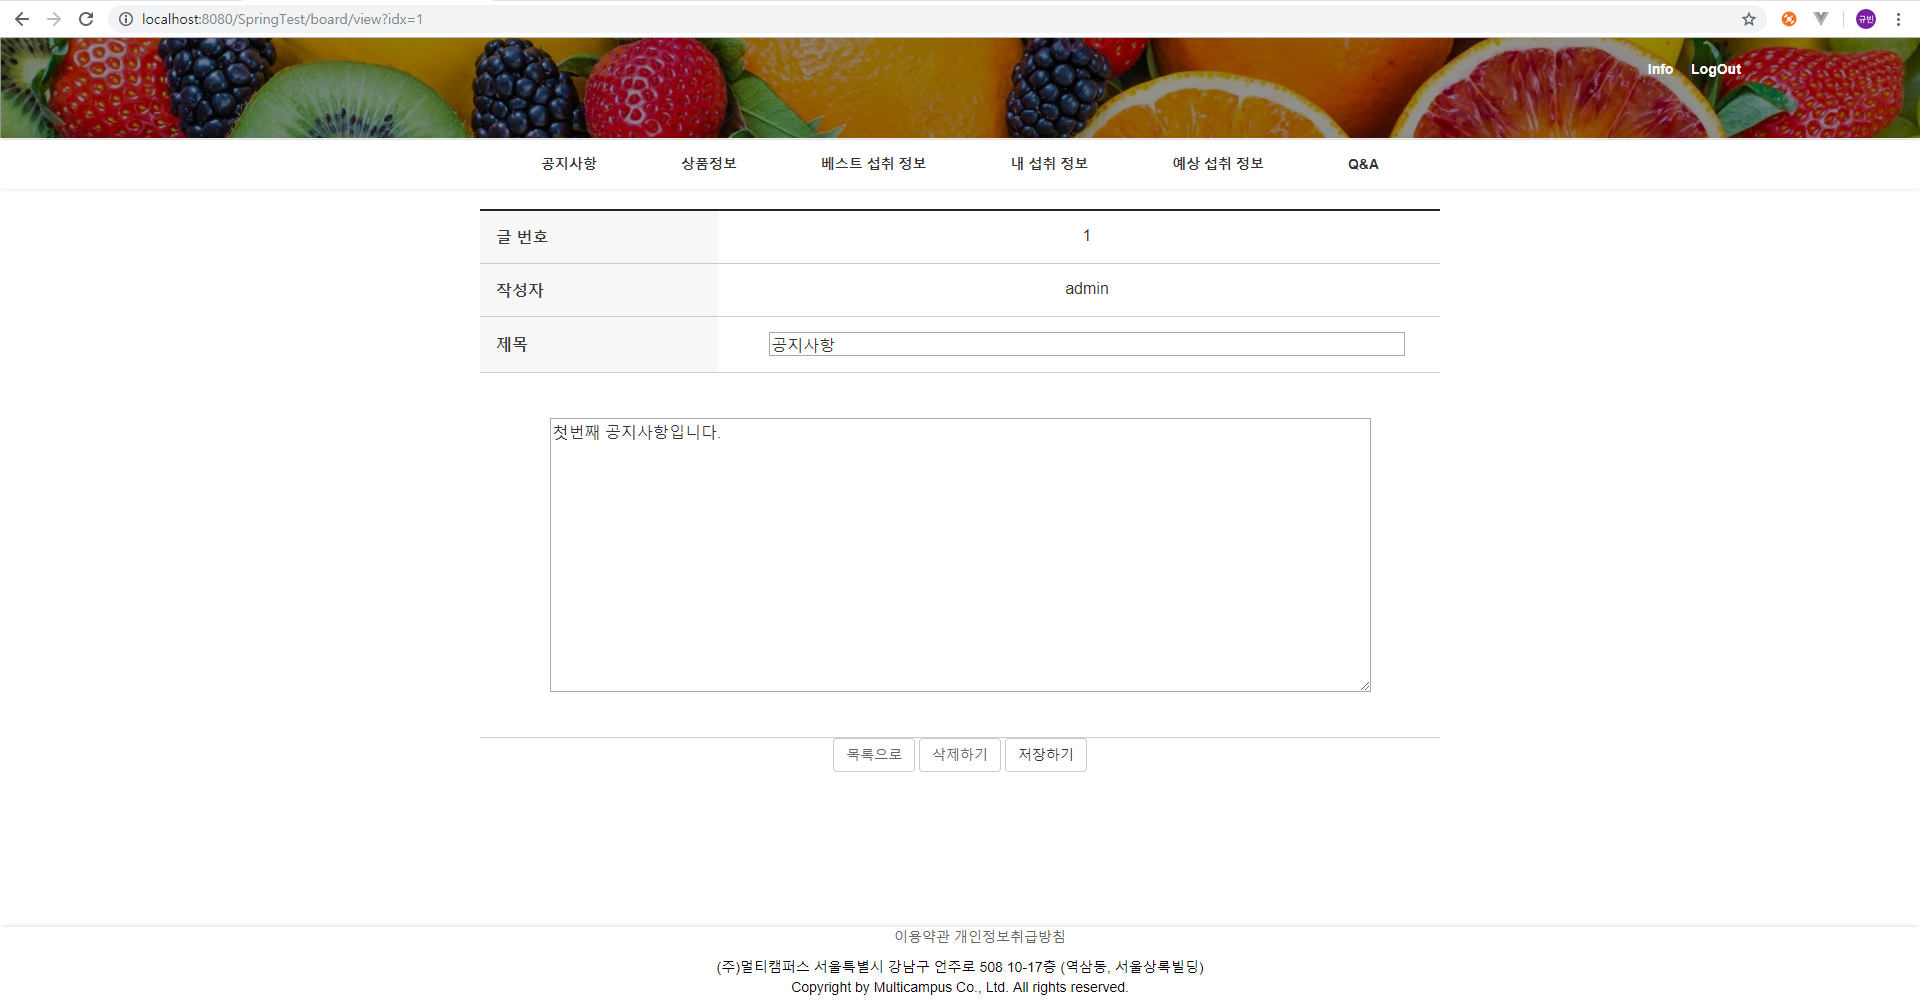 localhost:8080/SpringTest/board/view?idx=1
규빈
Info LogOut
공지사항 상품정보 베스트 섭취 정보 내 섭취 정보 예상 섭취 정보 Q&A
글 번호 1
작성자 admin
제목 공지사항
첫번째 공지사항입니다.
목록으로 삭제하기 저장하기
이용약관 개인정보취급방침
(주)멀티캠퍼스 서울특별시 강남구 언주로 508 10-17층 (역삼동, 서울상록빌딩)
Copyright by Multicampus Co., Ltd. All rights reserved.